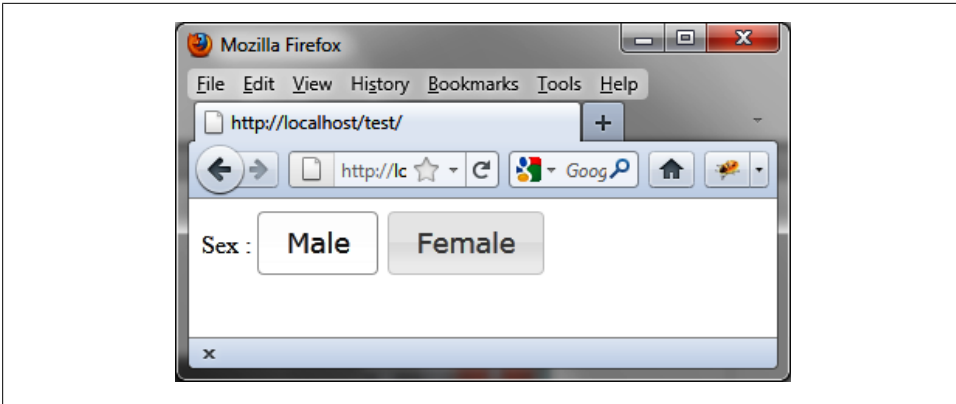 Mozilla Firefox
File Edit View History Bookmarks Tools Help
http://localhost/test/
http://lc Goog
Sex : Male Female